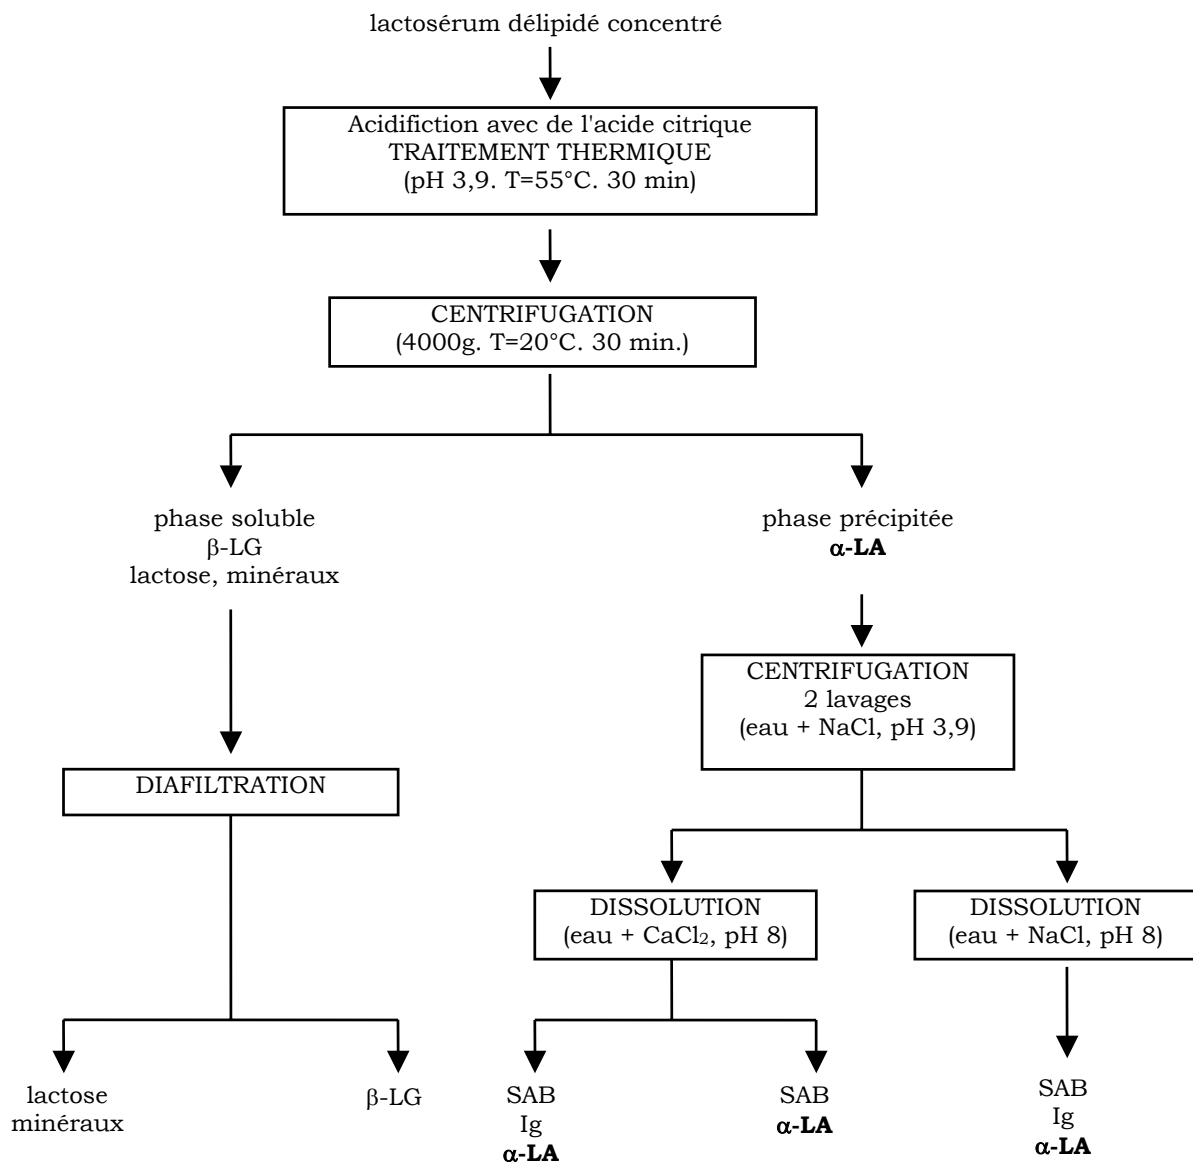 lactosérum délipidé concentré
Acidifiction avec de l'acide citrique
TRAITEMENT THERMIQUE
(pH 3,9. T=55°C. 30 min)
CENTRIFUGATION
(4000g. T=20°C. 30 min.)
phase soluble
β-LG
lactose, minéraux
phase précipitée
α-LA
CENTRIFUGATION
2 lavages
(eau + NaCl, pH 3,9)
DIAFILTRATION
DISSOLUTION
(eau + CaCl₂, pH 8)
DISSOLUTION
(eau + NaCl, pH 8)
lactose
minéraux
β-LG
SAB
Ig
α-LA
SAB
α-LA
SAB
Ig
α-LA